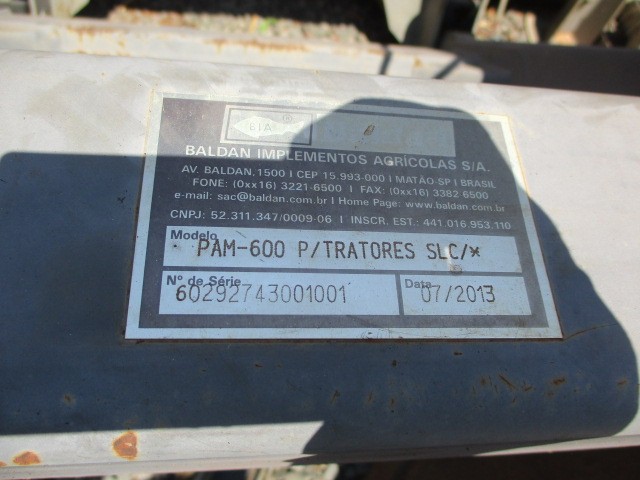 BALDAN IMPLEMENTOS AGRÍCOLAS S/A.
AV. BALDAN, 1500 I CEP 15.993-000 I MATÃO-SP I BRASIL
FONE: (0xx16) 3221-6500 I FAX: (0xx16) 3382 6500
e-mail: sac@baldan.com.br I Home Page: www.baldan.com.br
CNPJ: 52.311.347/0009-06 I INSCR. EST.: 441.016.953.110
Modelo
PAM-600 P/TRATORES SLC/*
Nº de Série
60292743001001
Data
07/2013